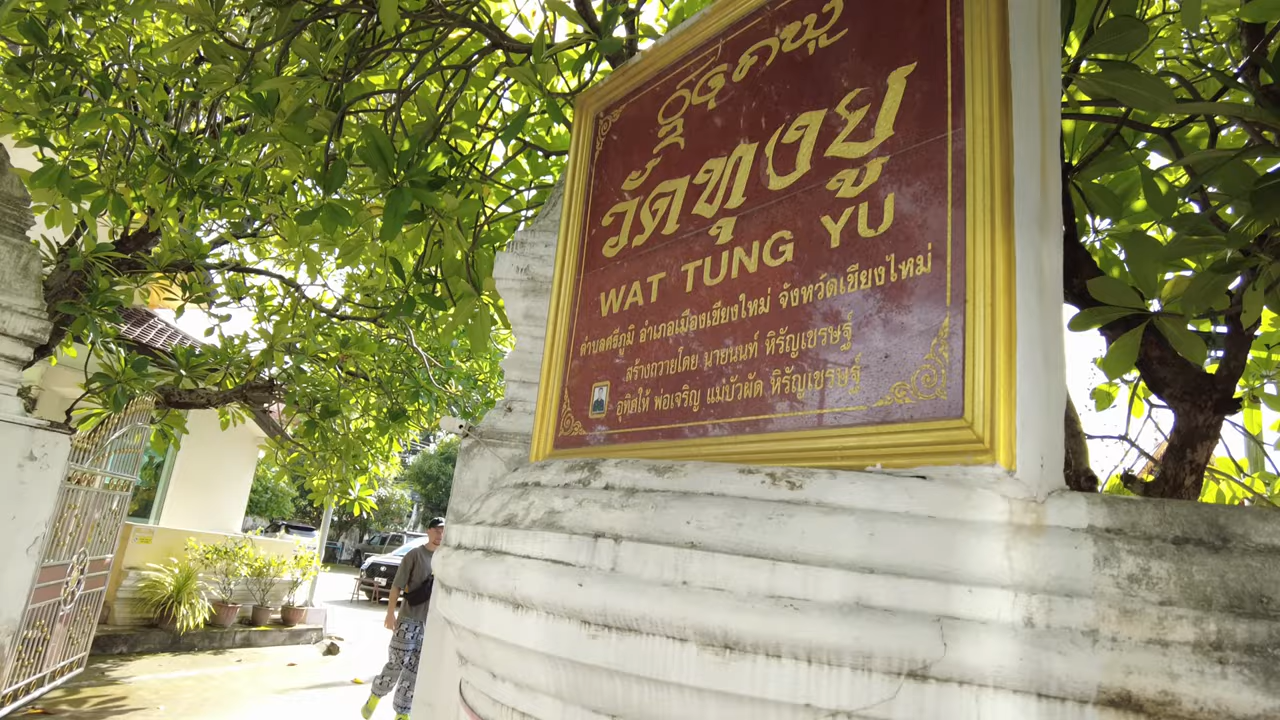 วัดทุงยู
WAT TUNG YU
ตำบลศรีภูมิ อำเภอเมืองเชียงใหม่ จังหวัดเชียงใหม่
สร้างถวายโดย นายนนท์ หิรัญเชรษฐ์
อุทิศให้ พ่อเจริญ แม่บัวผัด หิรัญเชรษฐ์